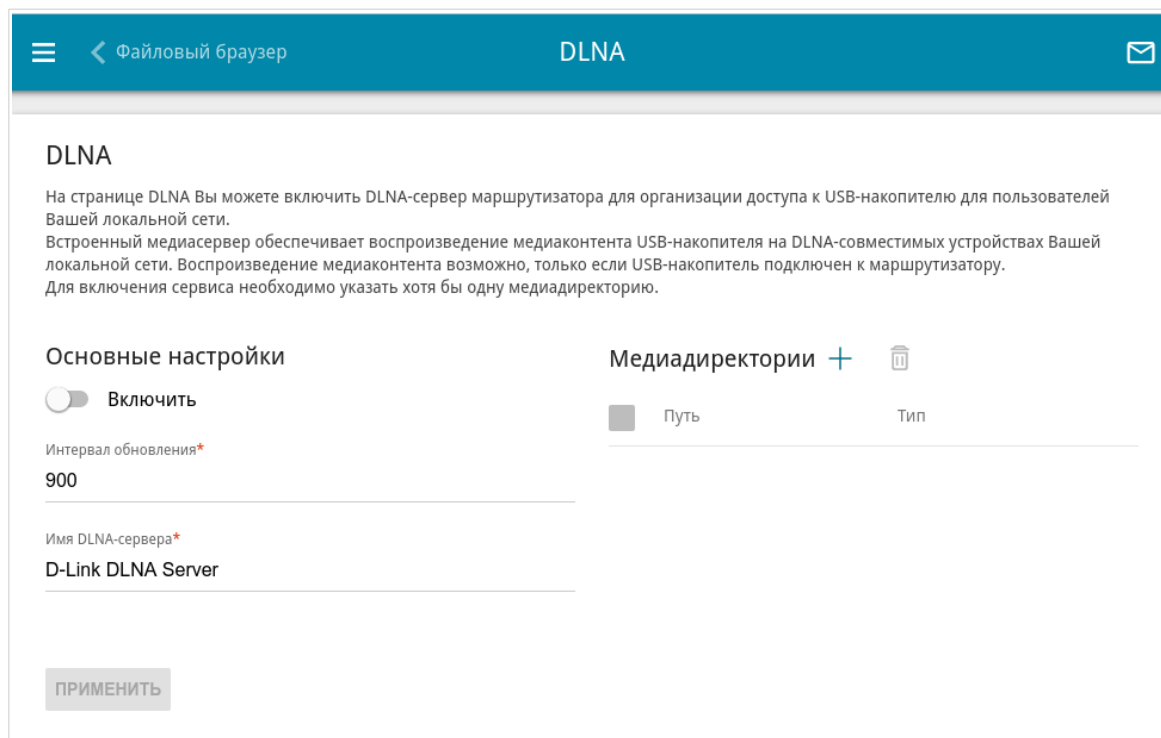 Файловый браузер
DLNA
DLNA
На странице DLNA Вы можете включить DLNA-сервер маршрутизатора для организации доступа к USB-накопителю для пользователей
Вашей локальной сети.
Встроенный медиасервер обеспечивает воспроизведение медиаконтента USB-накопителя на DLNA-совместимых устройствах Вашей
локальной сети. Воспроизведение медиаконтента возможно, только если USB-накопитель подключен к маршрутизатору.
Для включения сервиса необходимо указать хотя бы одну медиадиректорию.
Основные настройки
Включить
Интервал обновления*
900
Имя DLNA-сервера*
D-Link DLNA Server
ПРИМЕНИТЬ
Медиадиректории
Путь Тип